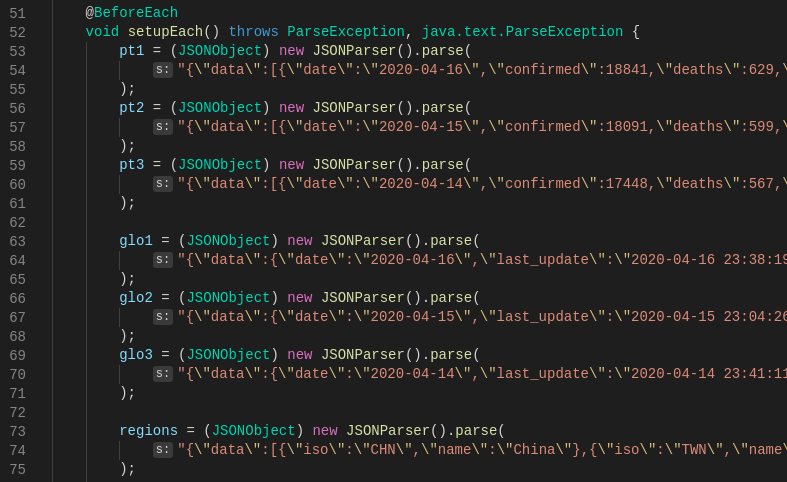 51 @BeforeEach
52 void setupEach() throws ParseException, java.text.ParseException {
53 pt1 = (JSONObject) new JSONParser().parse(
54 s: "{\"data\":[{\"date\":\"2020-04-16\",\"confirmed\":18841,\"deaths\":629,\
55 );
56 pt2 = (JSONObject) new JSONParser().parse(
57 s: "{\"data\":[{\"date\":\"2020-04-15\",\"confirmed\":18091,\"deaths\":599,\
58 );
59 pt3 = (JSONObject) new JSONParser().parse(
60 s: "{\"data\":[{\"date\":\"2020-04-14\",\"confirmed\":17448,\"deaths\":567,\
61 );
62
63 glo1 = (JSONObject) new JSONParser().parse(
64 s: "{\"data\":{\"date\":\"2020-04-16\",\"last_update\":\"2020-04-16 23:38:19
65 );
66 glo2 = (JSONObject) new JSONParser().parse(
67 s: "{\"data\":{\"date\":\"2020-04-15\",\"last_update\":\"2020-04-15 23:04:26
68 );
69 glo3 = (JSONObject) new JSONParser().parse(
70 s: "{\"data\":{\"date\":\"2020-04-14\",\"last_update\":\"2020-04-14 23:41:11
71 );
72
73 regions = (JSONObject) new JSONParser().parse(
74 s: "{\"data\":[{\"iso\":\"CHN\",\"name\":\"China\"},{\"iso\":\"TWN\",\"name\
75 );